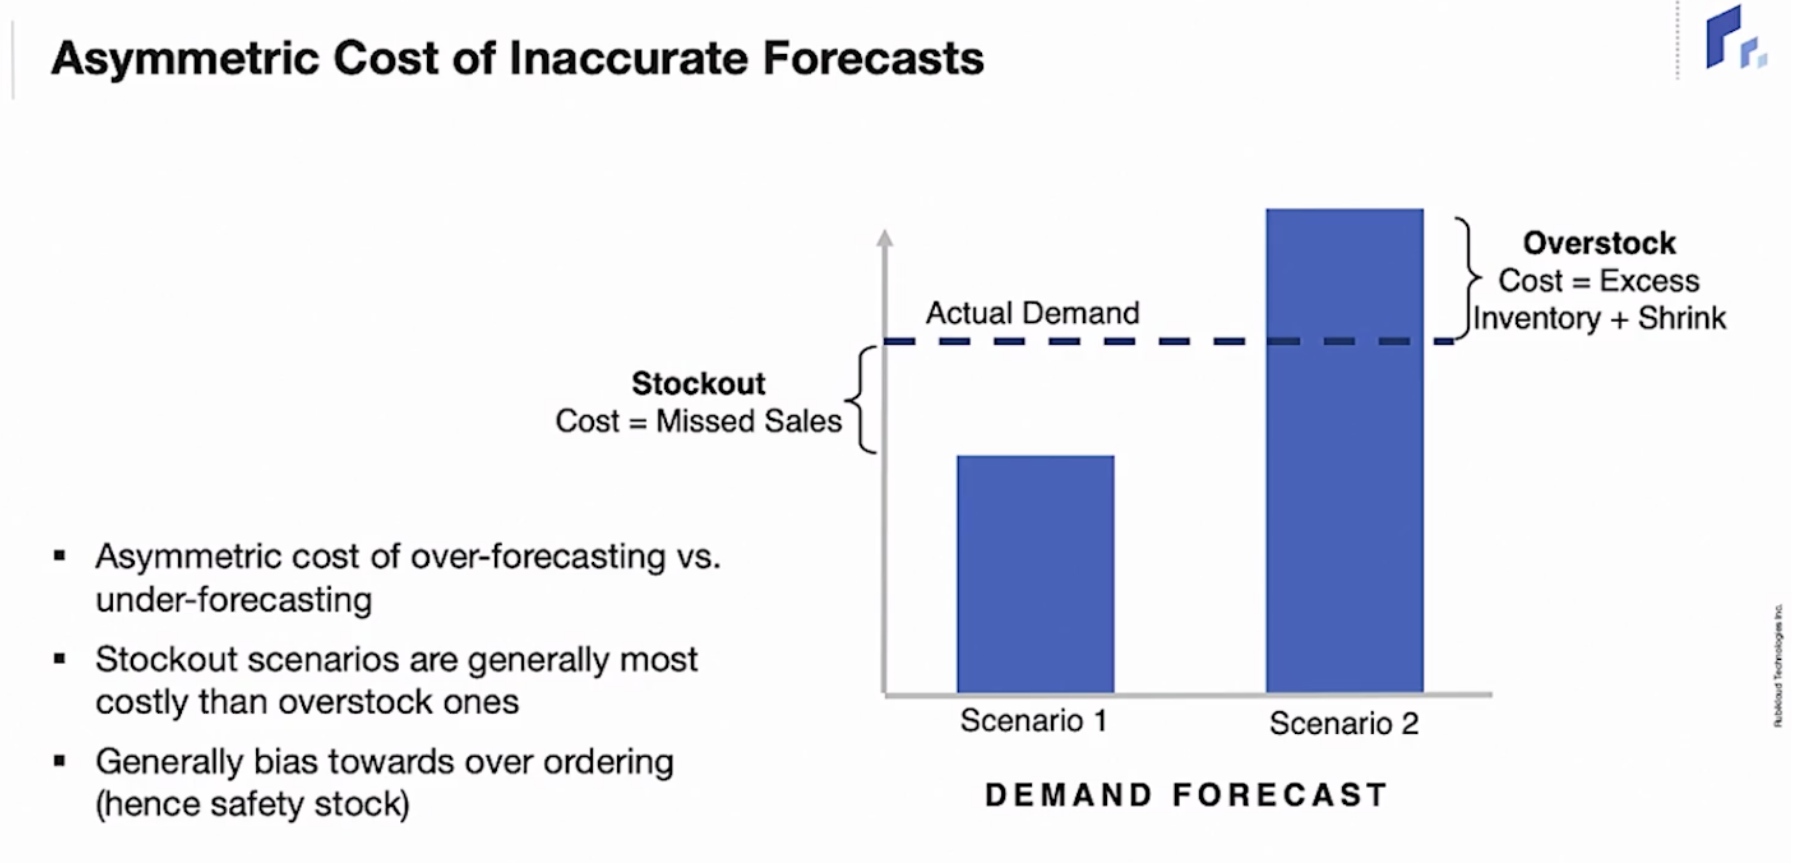 Asymmetric Cost of Inaccurate Forecasts
Overstock
Cost = Excess
Inventory + Shrink
Actual Demand
Stockout
Cost = Missed Sales
▪ Asymmetric cost of over-forecasting vs.
under-forecasting
▪ Stockout scenarios are generally most
costly than overstock ones
▪ Generally bias towards over ordering
(hence safety stock)
Scenario 1
Scenario 2
DEMAND FORECAST
Rubikloud Technologies Inc.